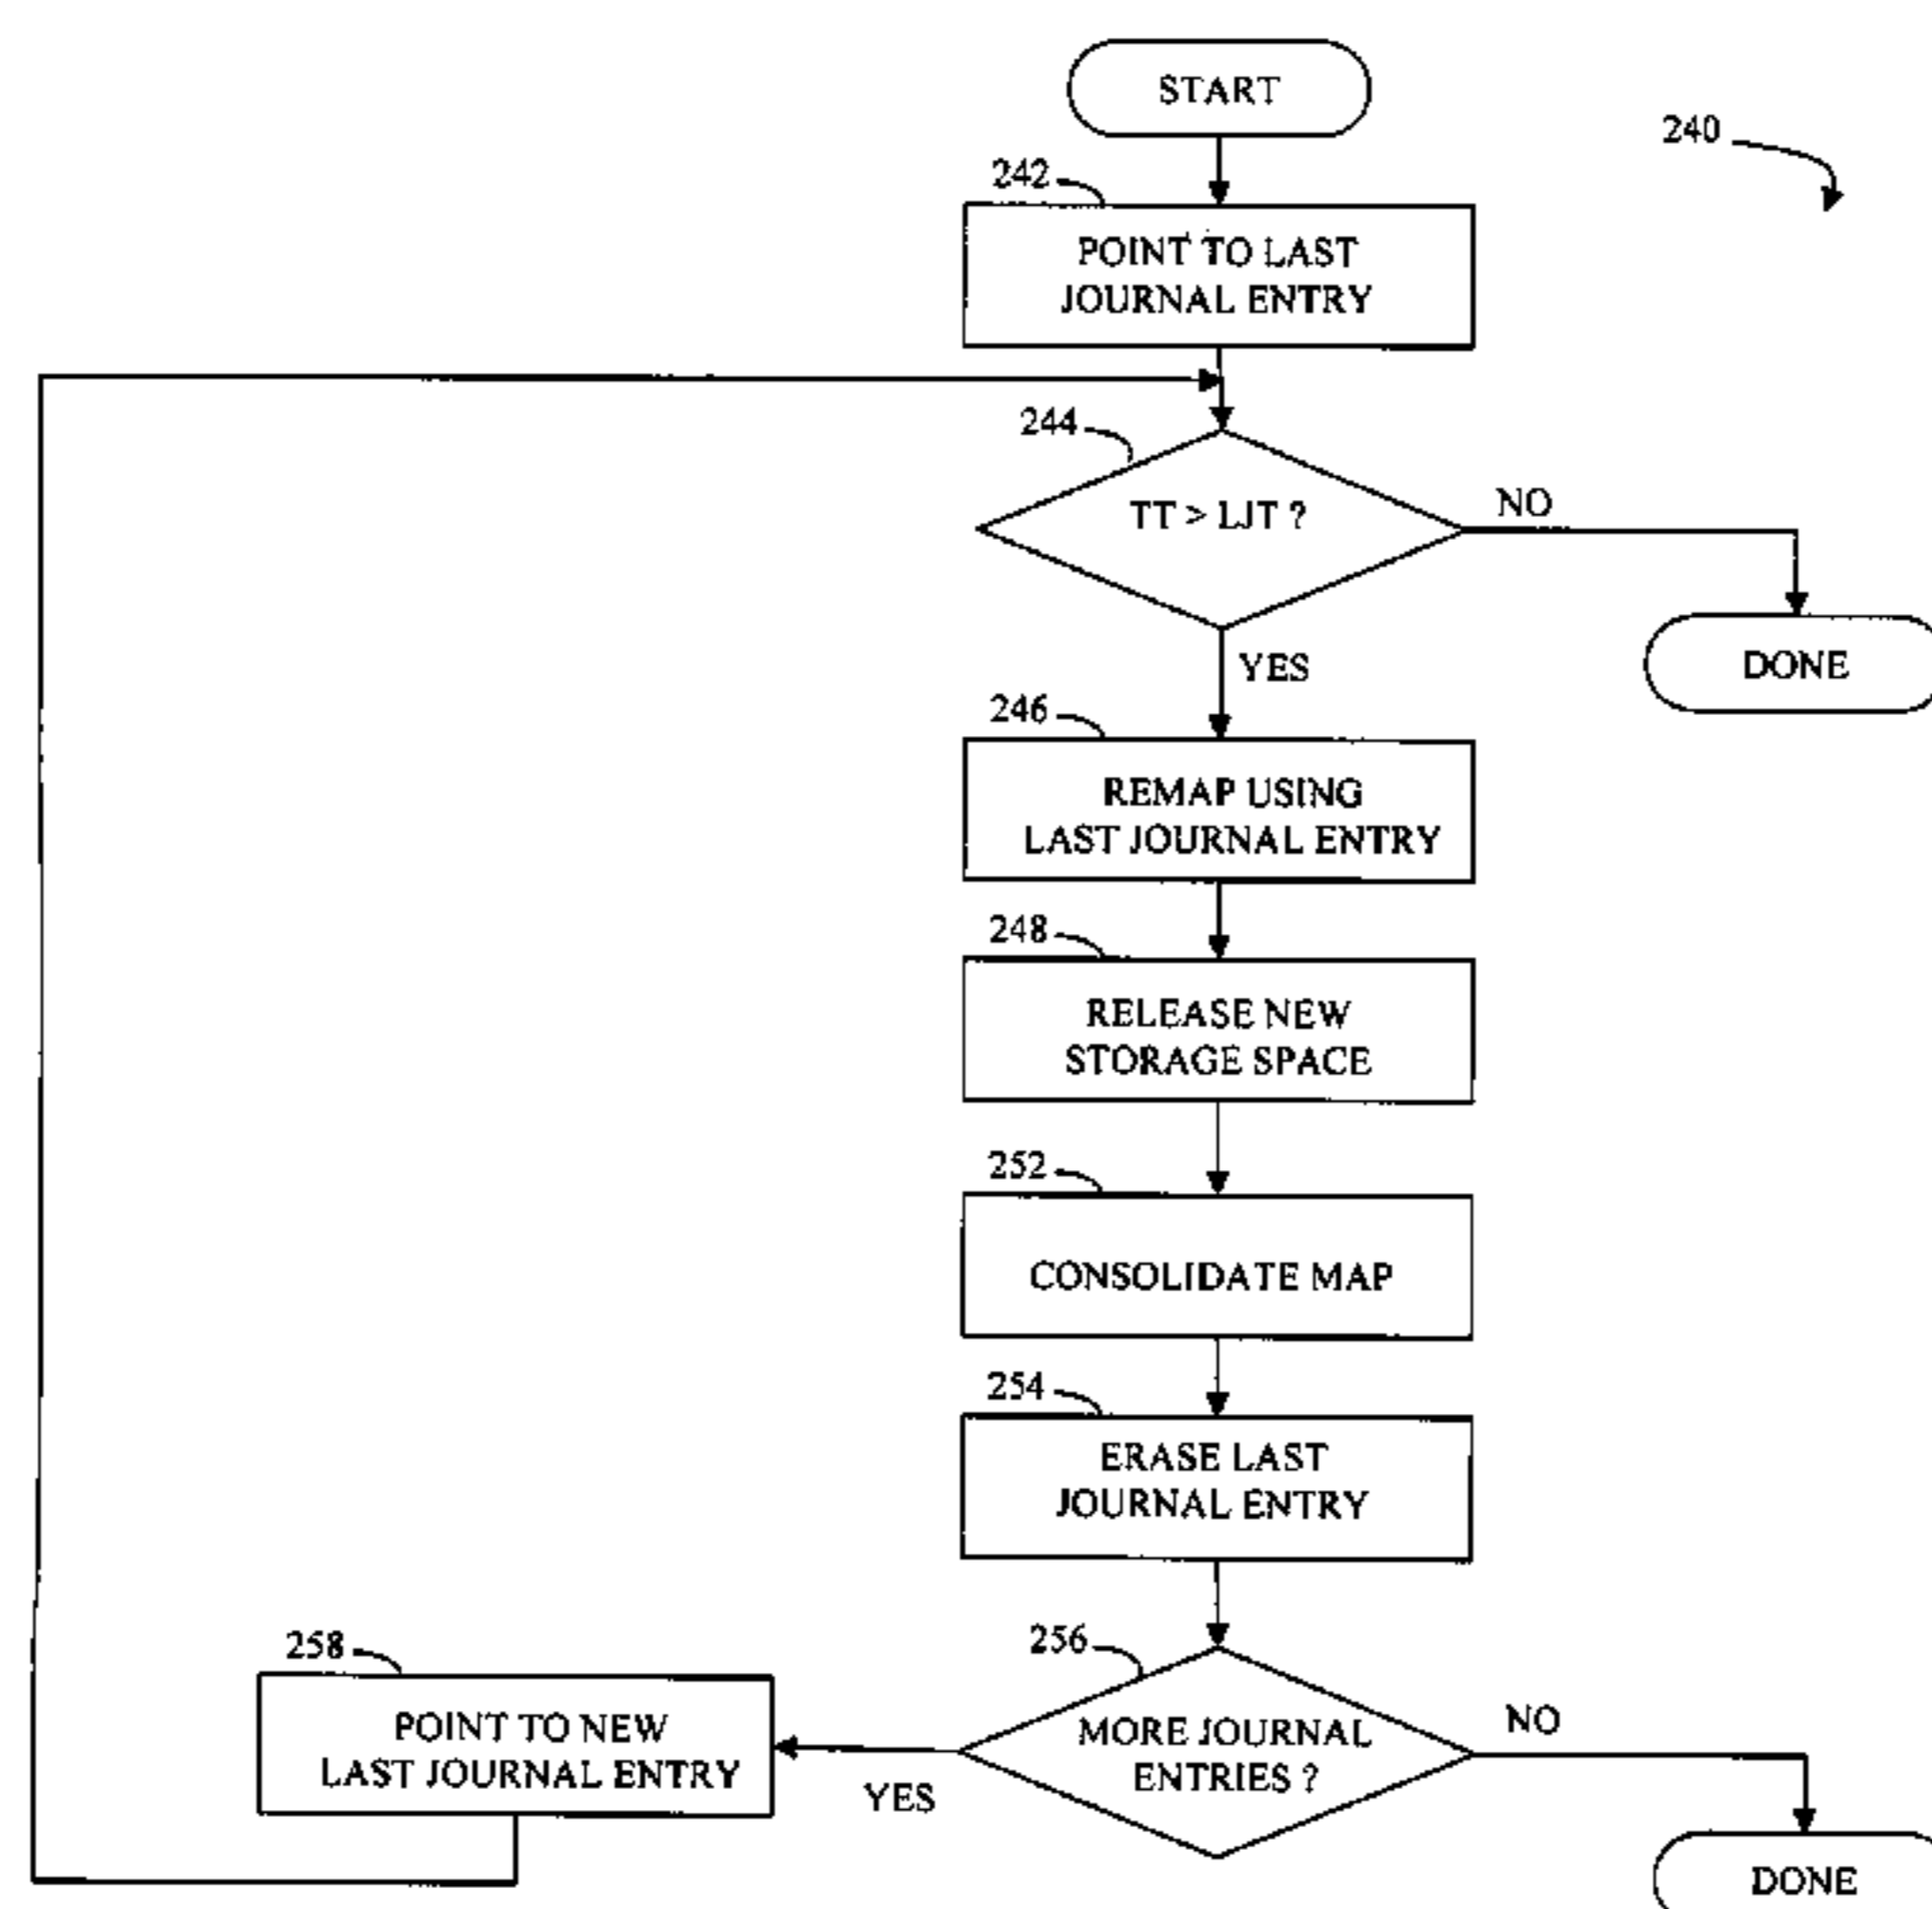 START
240
242
POINT TO LAST
JOURNAL ENTRY
244
TT > LJT ?
NO
DONE
YES
246
REMAP USING
LAST JOURNAL ENTRY
248
RELEASE NEW
STORAGE SPACE
252
CONSOLIDATE MAP
254
ERASE LAST
JOURNAL ENTRY
256
MORE JOURNAL
ENTRIES ?
NO
DONE
YES
258
POINT TO NEW
LAST JOURNAL ENTRY